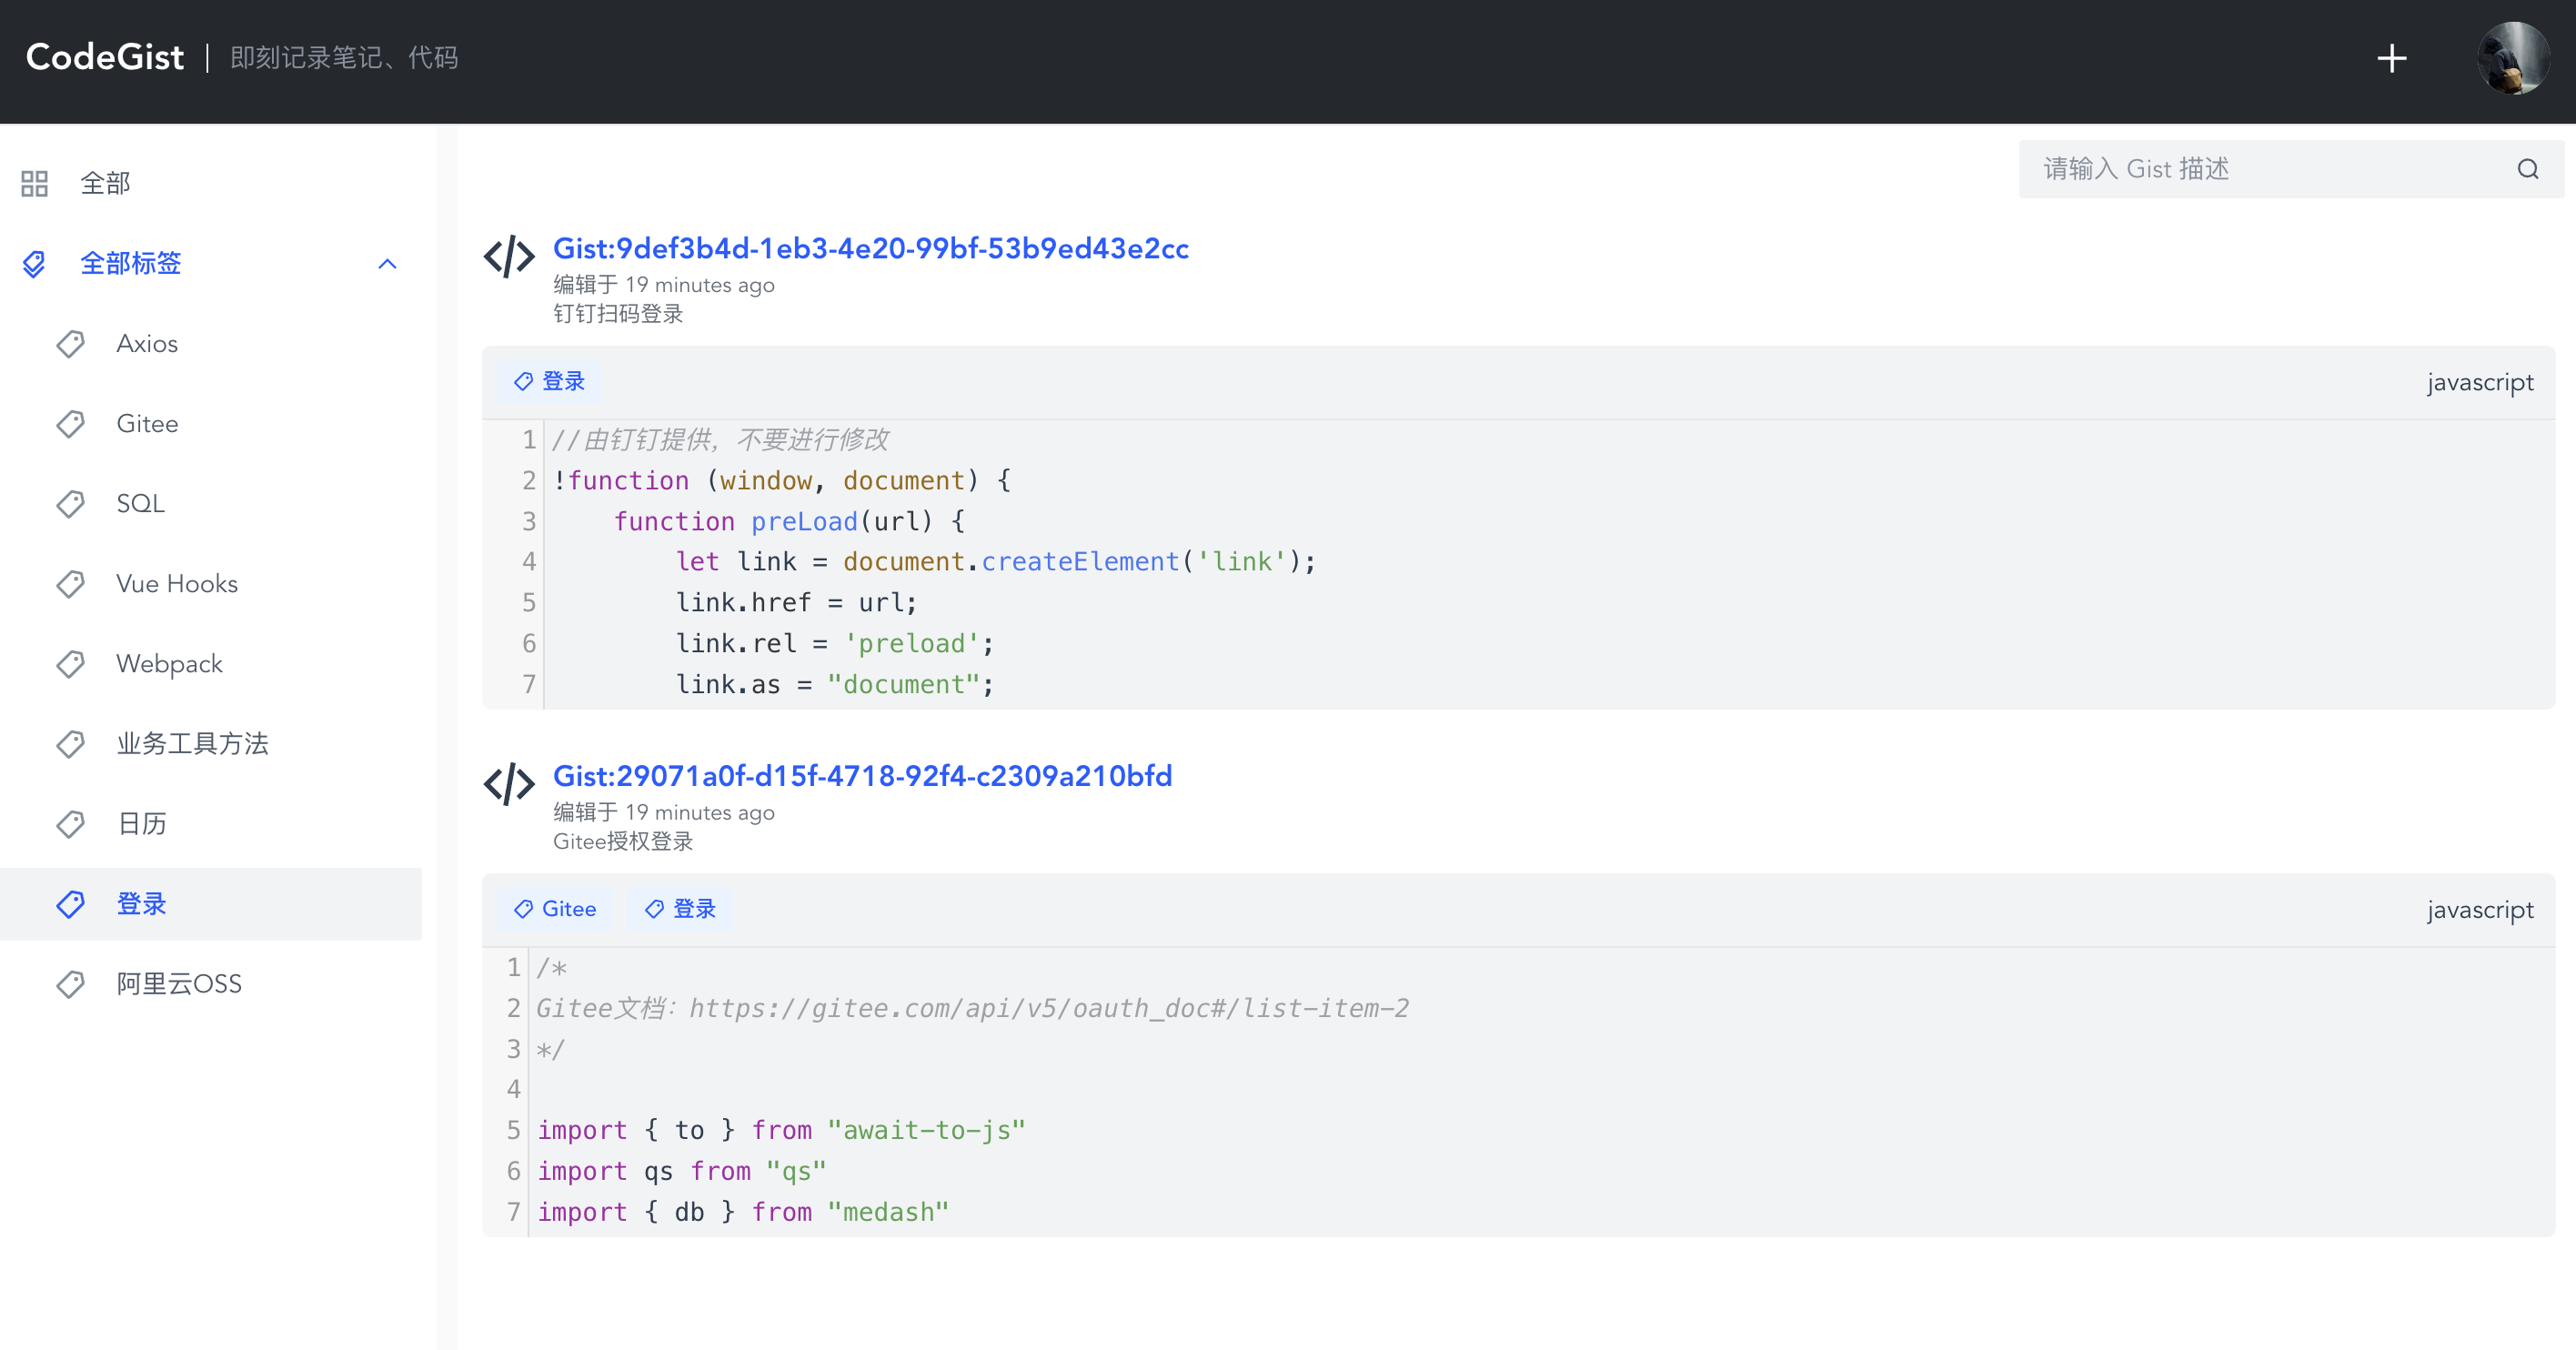 CodeGist | 即刻记录笔记、代码
请输入 Gist 描述
全部
全部标签
Axios
Gitee
SQL
Vue Hooks
Webpack
业务工具方法
日历
登录
阿里云OSS
Gist:9def3b4d-1eb3-4e20-99bf-53b9ed43e2cc
编辑于 19 minutes ago
钉钉扫码登录
登录 javascript
1 //由钉钉提供，不要进行修改
2 !function (window, document) {
3     function preLoad(url) {
4         let link = document.createElement('link');
5         link.href = url;
6         link.rel = 'preload';
7         link.as = "document";
Gist:29071a0f-d15f-4718-92f4-c2309a210bfd
编辑于 19 minutes ago
Gitee授权登录
Gitee 登录 javascript
1 /*
2 Gitee文档：https://gitee.com/api/v5/oauth_doc#/list-item-2
3 */
4
5 import { to } from "await-to-js"
6 import qs from "qs"
7 import { db } from "medash"